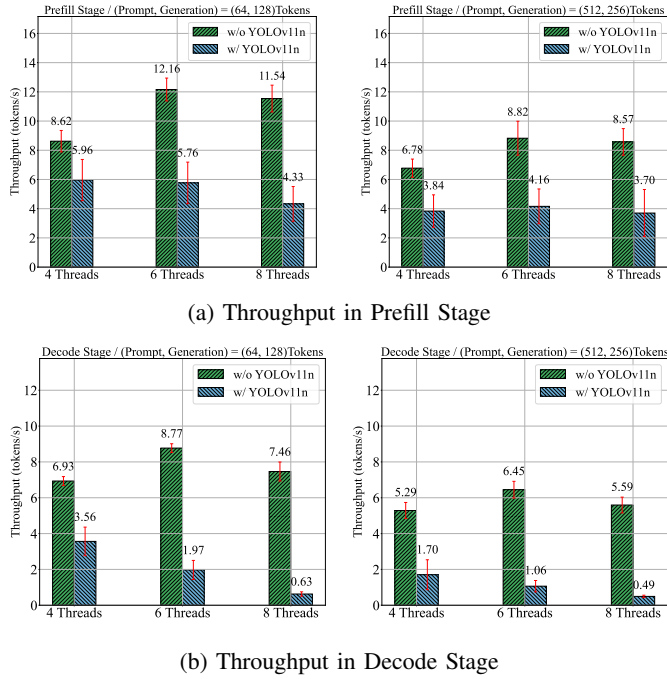 Prefill Stage / (Prompt, Generation) = (64, 128)Tokens
16
14
12
10
8
6
4
2
0
Throughput (tokens/s)
w/o YOLOv11n
w/ YOLOv11n
8.62
5.96
12.16
5.76
11.54
4.33
4 Threads
6 Threads
8 Threads
Prefill Stage / (Prompt, Generation) = (512, 256)Tokens
16
14
12
10
8
6
4
2
0
Throughput (tokens/s)
w/o YOLOv11n
w/ YOLOv11n
6.78
3.84
8.82
4.16
8.57
3.70
4 Threads
6 Threads
8 Threads
(a) Throughput in Prefill Stage
Decode Stage / (Prompt, Generation) = (64, 128)Tokens
12
10
8
6
4
2
0
Throughput (tokens/s)
w/o YOLOv11n
w/ YOLOv11n
6.93
3.56
8.77
1.97
7.46
0.63
4 Threads
6 Threads
8 Threads
Decode Stage / (Prompt, Generation) = (512, 256)Tokens
12
10
8
6
4
2
0
Throughput (tokens/s)
w/o YOLOv11n
w/ YOLOv11n
5.29
1.70
6.45
1.06
5.59
0.49
4 Threads
6 Threads
8 Threads
(b) Throughput in Decode Stage